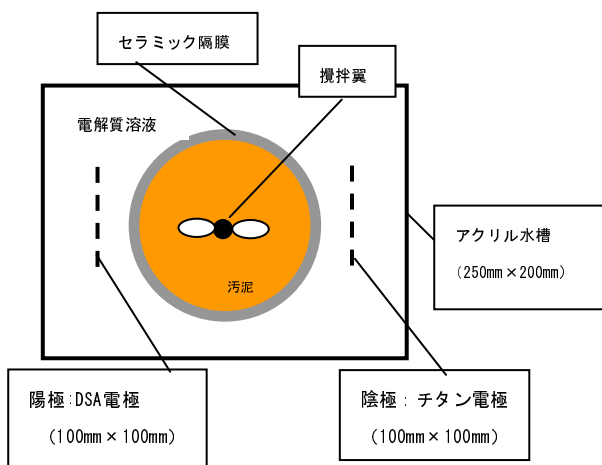 セラミック隔膜
攪拌翼
電解質溶液
アクリル水槽
（250mm×200mm）
汚泥
陽極：DSA電極
（100mm×100mm）
陰極：チタン電極
（100mm×100mm）